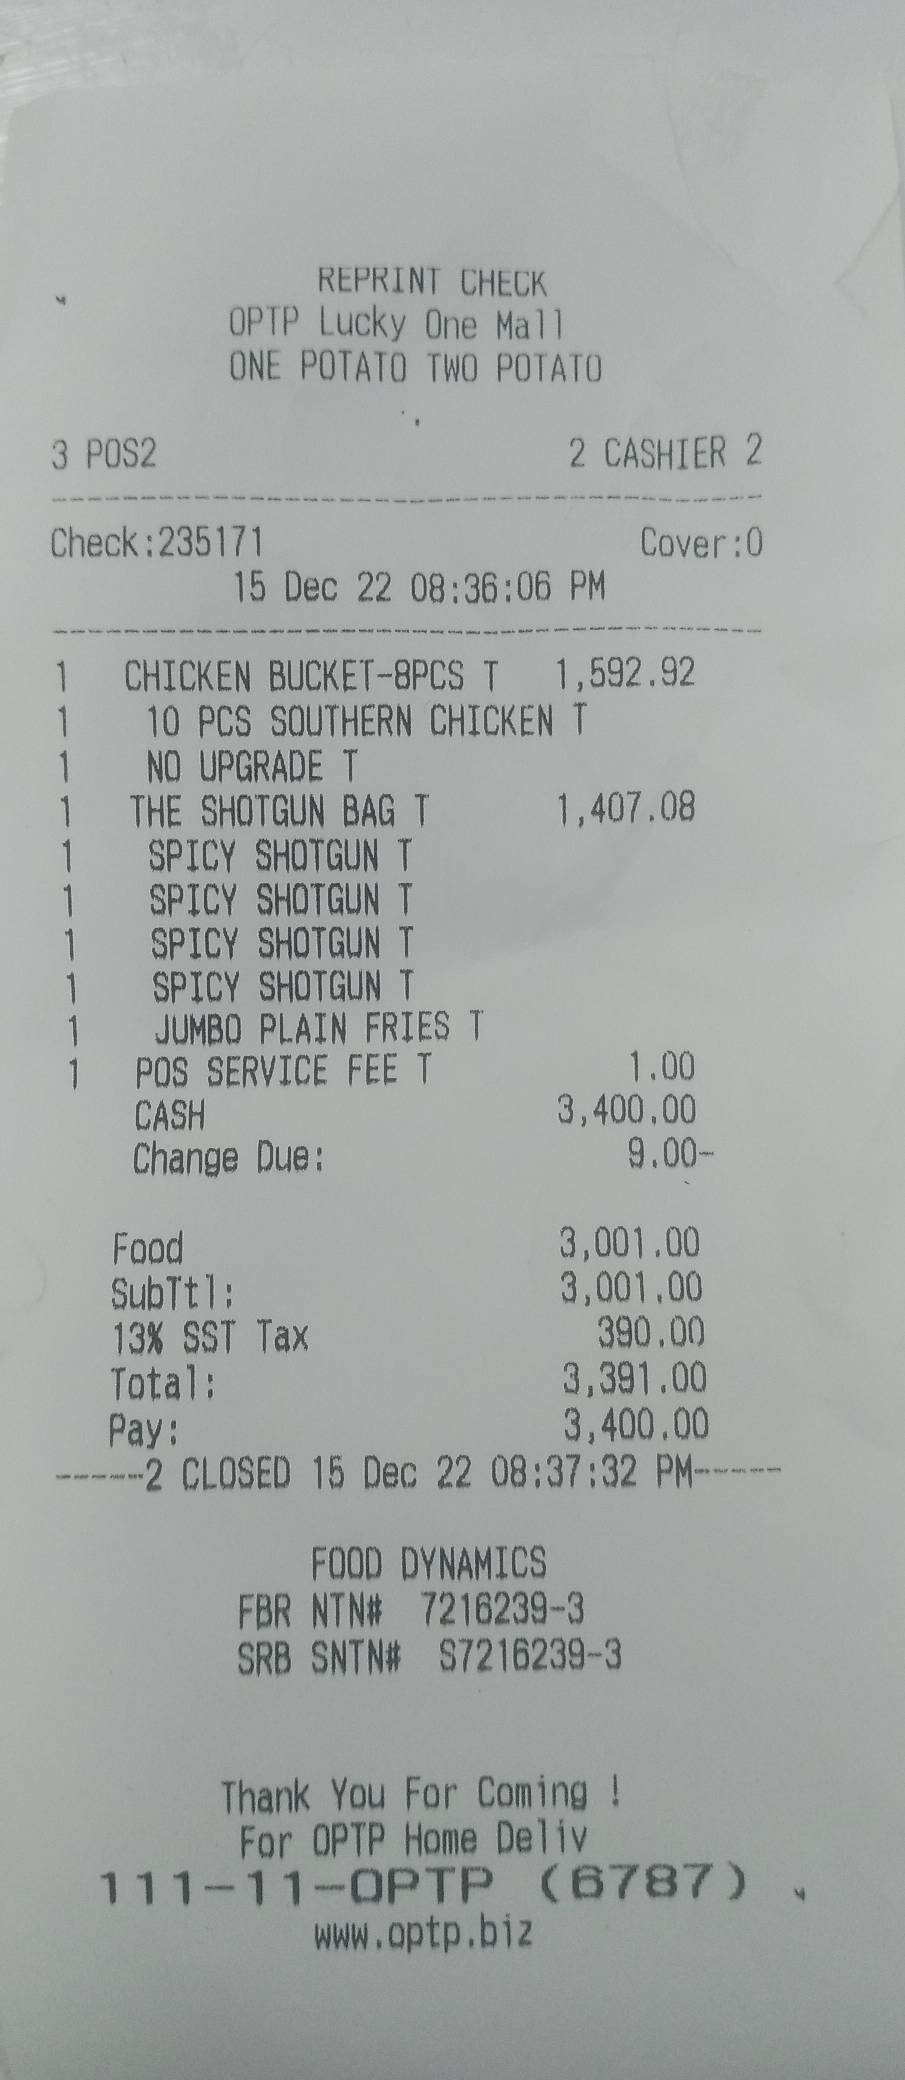 REPRINT CHECK
OPTP Lucky One Mall
ONE POTATO TWO POTATO
3 POS2 2 CASHIER 2
Check:235171 Cover:0
15 Dec 22 08:36:06 PM
1 CHICKEN BUCKET-8PCS T 1,592.92
1 10 PCS SOUTHERN CHICKEN T
1 NO UPGRADE T
1 THE SHOTGUN BAG T 1,407.08
1 SPICY SHOTGUN T
1 SPICY SHOTGUN T
1 SPICY SHOTGUN T
1 SPICY SHOTGUN T
1 JUMBO PLAIN FRIES T
1 POS SERVICE FEE T 1.00
CASH 3,400.00
Change Due: 9.00-
Food 3,001.00
SubTtl: 3,001.00
13% SST Tax 390.00
Total: 3,391.00
Pay: 3,400.00
------2 CLOSED 15 Dec 22 08:37:32 PM-----
FOOD DYNAMICS
FBR NTN# 7216239-3
SRB SNTN# S7216239-3
Thank You For Coming !
For OPTP Home Deliv
111-11-OPTP (6787)
www.optp.biz